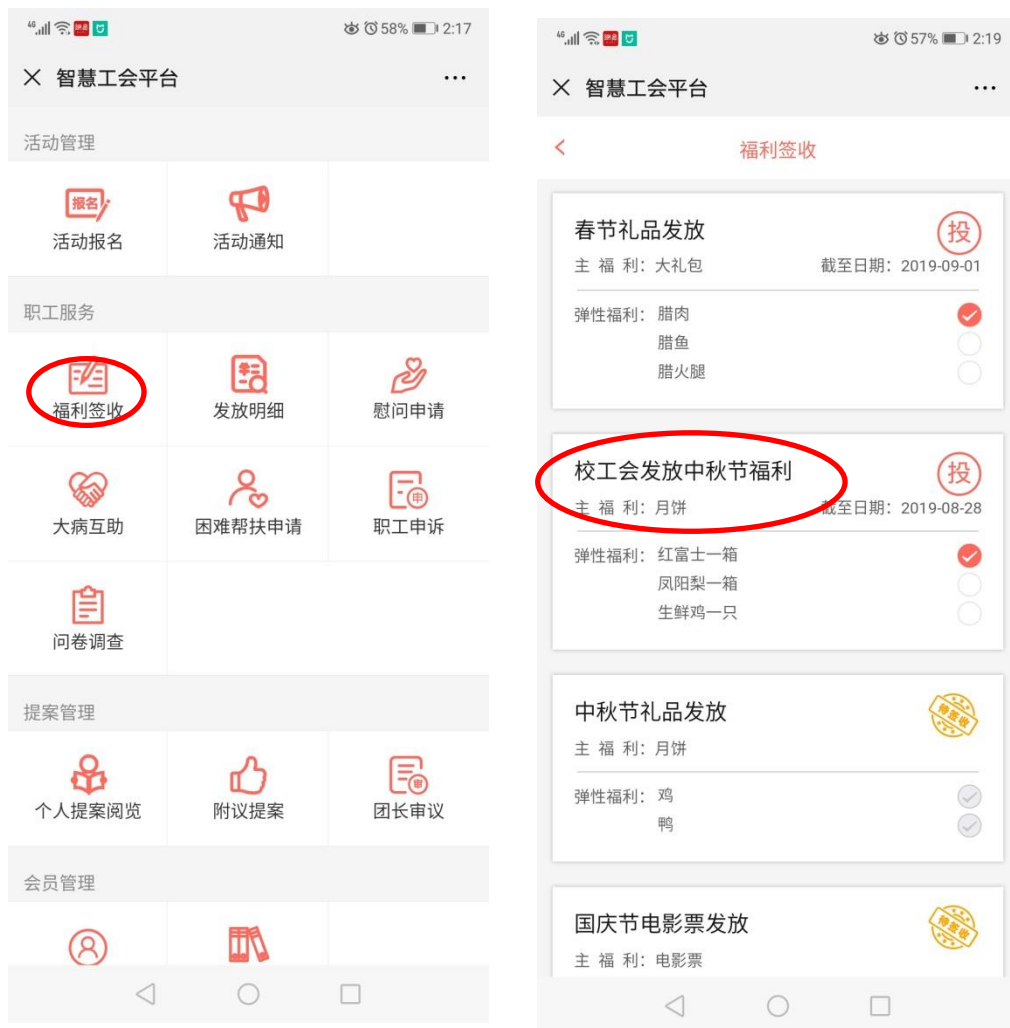 46 58% 2:17
智慧工会平台
活动管理
报名
活动报名 活动通知
职工服务
福利签收 发放明细 慰问申请
申
大病互助 困难帮扶申请 职工申诉
问卷调查
提案管理
审
个人提案阅览 附议提案 团长审议
会员管理
46 57% 2:19
智慧工会平台
福利签收
春节礼品发放 投
主 福 利：大礼包 截至日期：2019-09-01
弹性福利：腊肉
腊鱼
腊火腿
校工会发放中秋节福利 投
主 福 利：月饼 截至日期：2019-08-28
弹性福利：红富士一箱
凤阳梨一箱
生鲜鸡一只
中秋节礼品发放 待签收
主 福 利：月饼
弹性福利：鸡
鸭
国庆节电影票发放 待签收
主 福 利：电影票